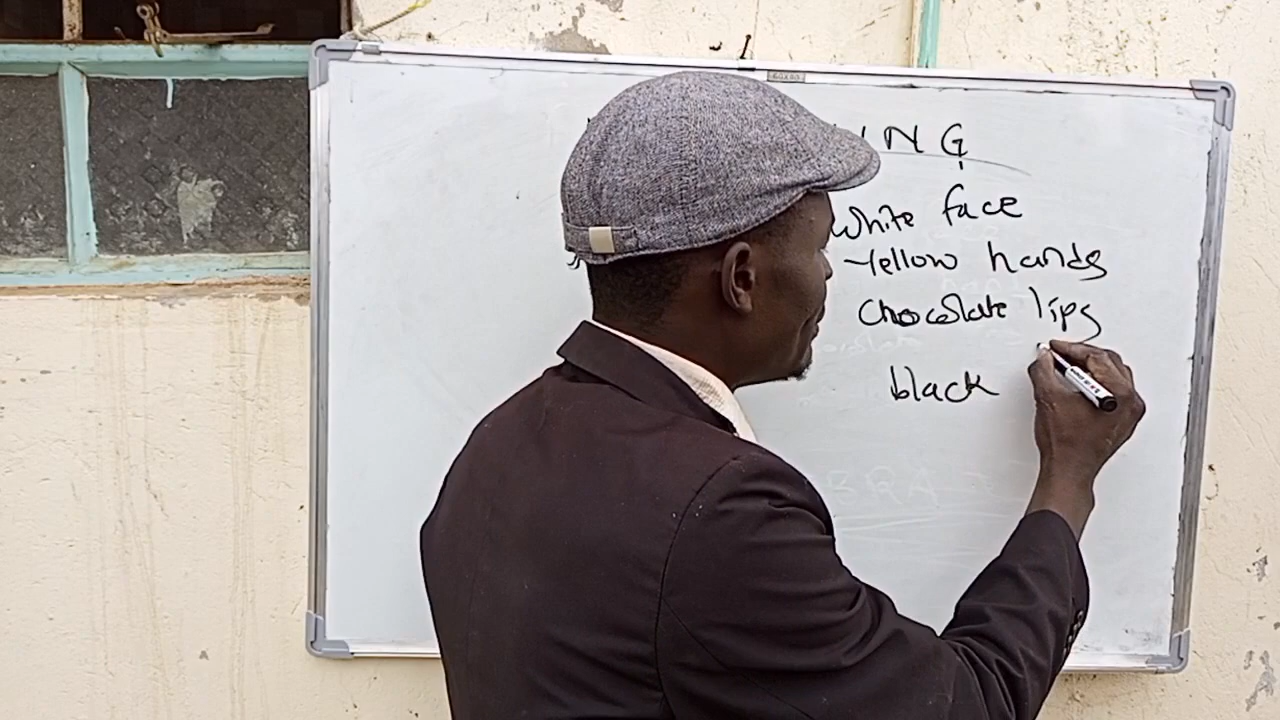 NG
White face
Yellow hands
chocolate lips
black